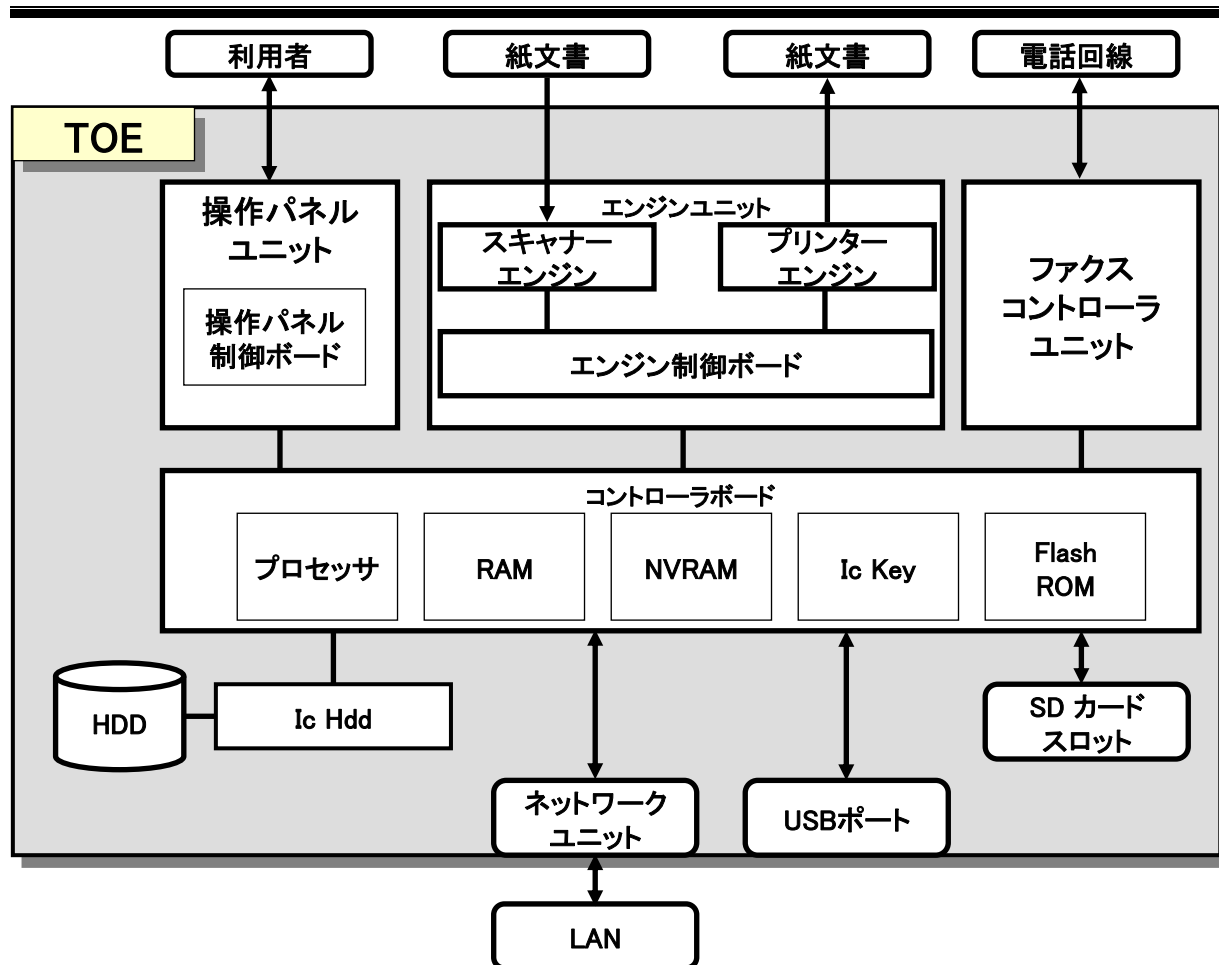 利用者
紙文書
紙文書
電話回線
TOE
操作パネル
ユニット
操作パネル
制御ボード
エンジンユニット
スキャナー
エンジン
プリンター
エンジン
エンジン制御ボード
ファクス
コントローラ
ユニット
コントローラボード
プロセッサ
RAM
NVRAM
Ic Key
Flash
ROM
HDD
Ic Hdd
SD カード
スロット
ネットワーク
ユニット
USBポート
LAN